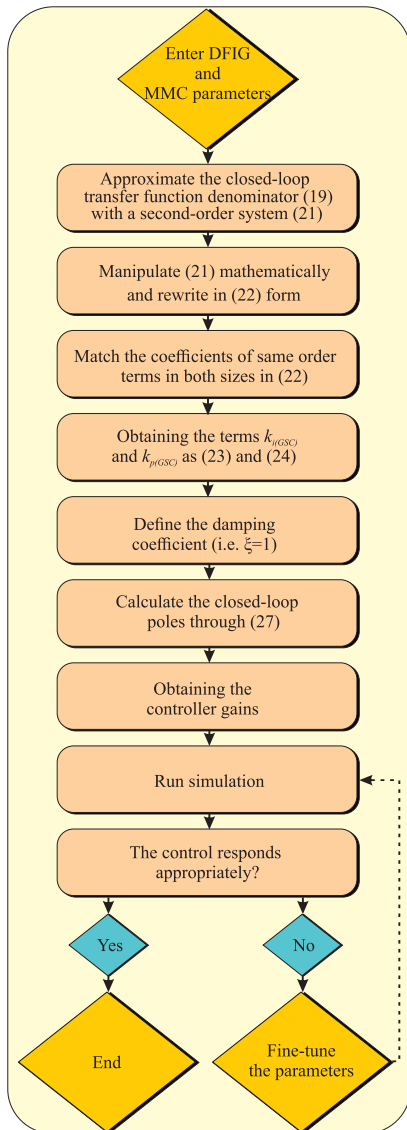 Enter DFIG
and
MMC parameters
Approximate the closed-loop
transfer function denominator (19)
with a second-order system (21)
Manipulate (21) mathematically
and rewrite in (22) form
Match the coefficients of same order
terms in both sizes in (22)
Obtaining the terms k_i(GSC)
and k_p(GSC) as (23) and (24)
Define the damping
coefficient (i.e. ξ=1)
Calculate the closed-loop
poles through (27)
Obtaining the
controller gains
Run simulation
The control responds
appropriately?
Yes
No
End
Fine-tune
the parameters